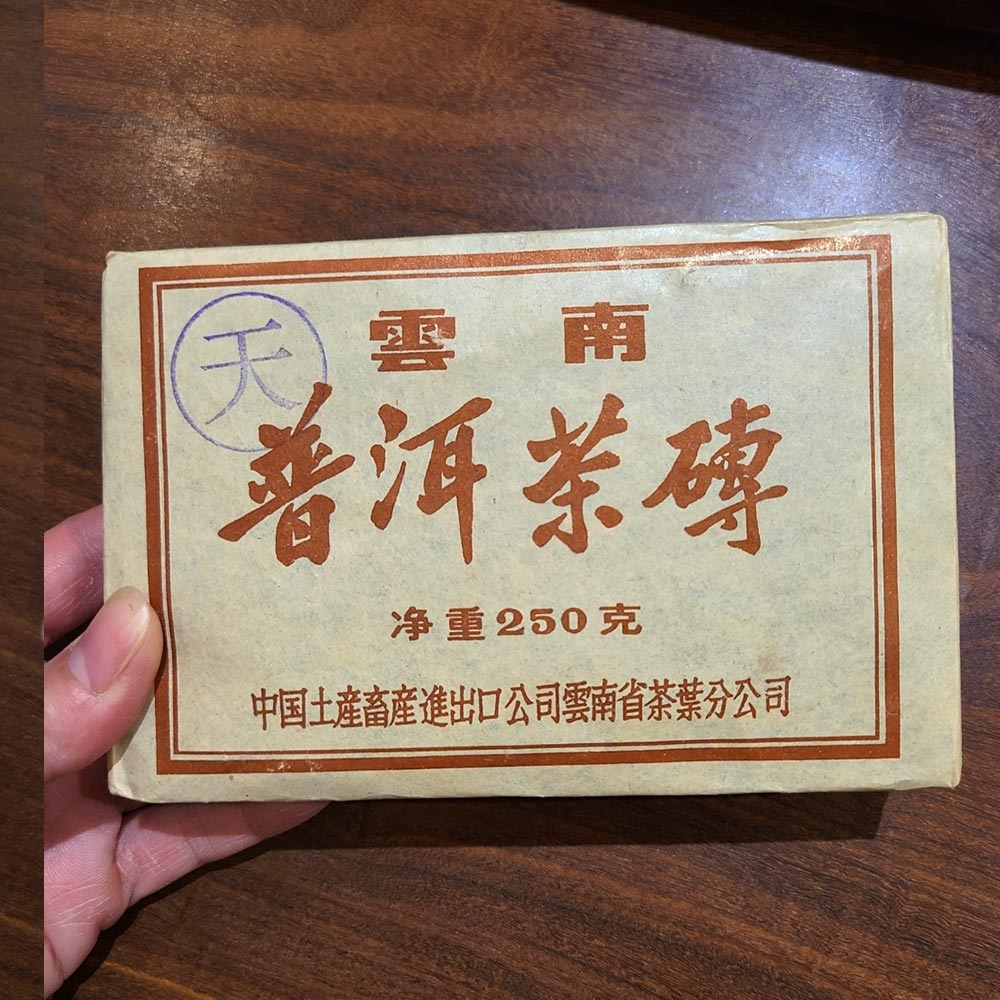 天
雲南
普洱茶磚
净重250克
中国土産畜産進出口公司雲南省茶葉分公司